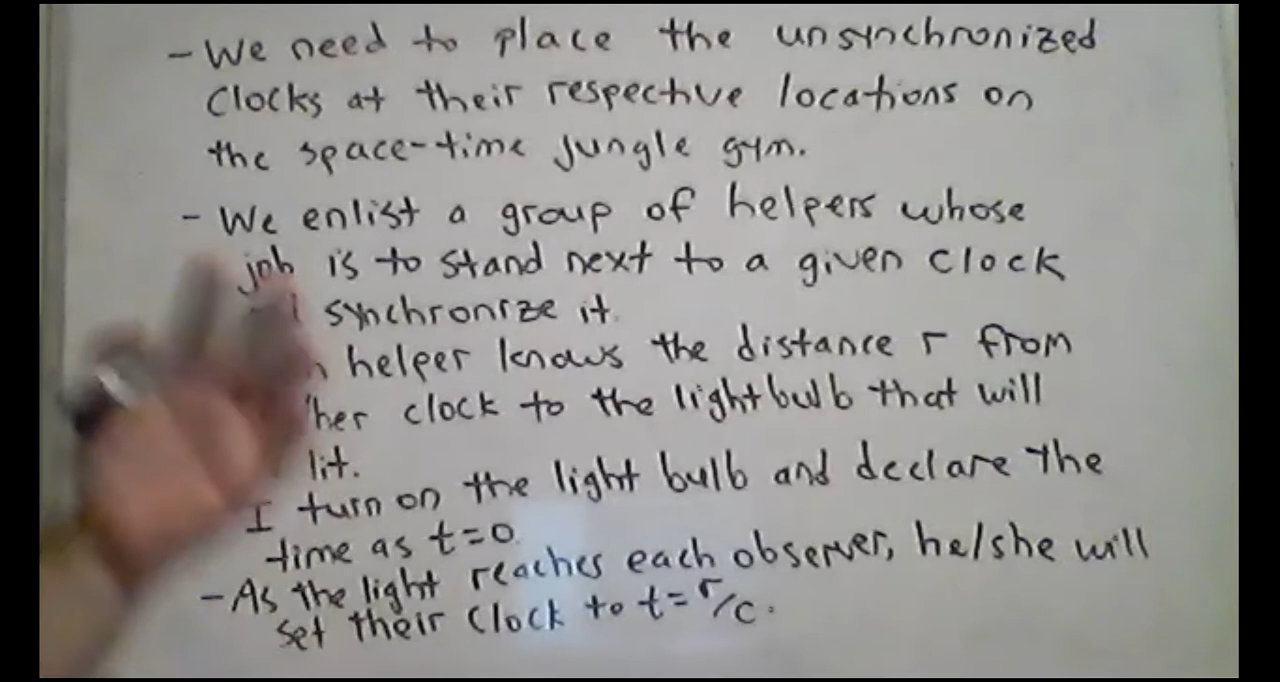 - We need to place the unsynchronized
clocks at their respective locations on
the space-time jungle gym.
- We enlist a group of helpers whose
job is to stand next to a given clock
synchronize it.
helper knows the distance r from
her clock to the lightbulb that will
lit.
I turn on the light bulb and declare the
time as t=0.
- As the light reaches each observer, he/she will
set their clock to t=r/c.